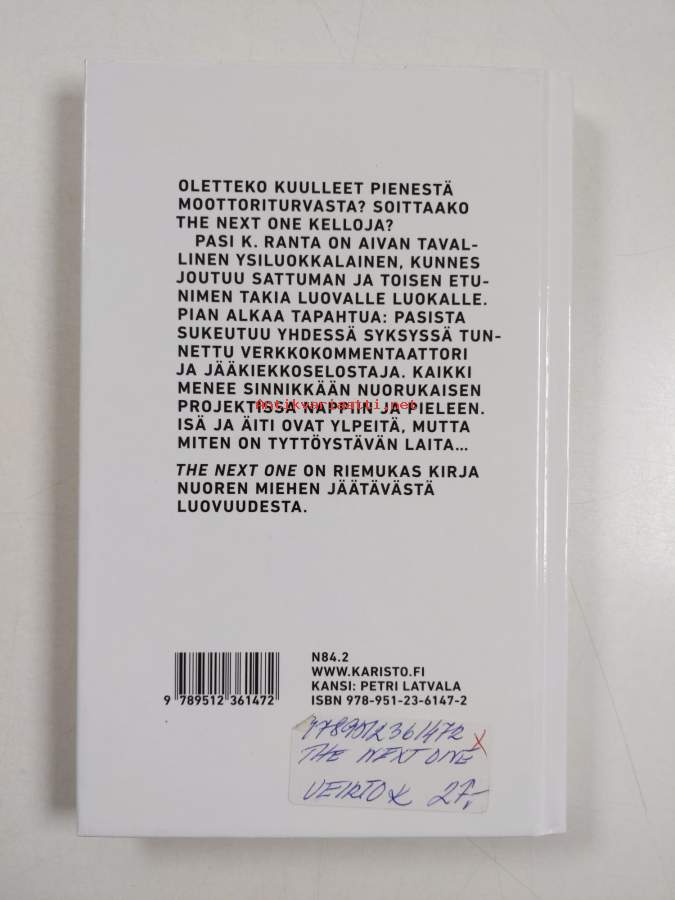 OLETTEKO KUULLEET PIENESTÄ
MOOTTORITURVASTA? SOITTAAKO
THE NEXT ONE KELLOJA?
PASI K. RANTA ON AIVAN TAVAL-
LINEN YSILUOKKALAINEN, KUNNES
JOUTUU SATTUMAN JA TOISEN ETU-
NIMEN TAKIA LUOVALLE LUOKALLE.
PIAN ALKAA TAPAHTUA: PASISTA
SUKEUTUU YHDESSÄ SYKSYSSÄ TUN-
NETTU VERKKOKOMMENTAATTORI
JA JÄÄKIEKKOSELOSTAJA. KAIKKI
MENEE SINNIKKÄÄN NUORUKAISEN
PROJEKTISSA NAPPIIN JA PIELEEN.
Antikvariaatti.net
ISÄ JA ÄITI OVAT YLPEITÄ, MUTTA
MITEN ON TYTTÖYSTÄVÄN LAITA...
THE NEXT ONE ON RIEMUKAS KIRJA
NUOREN MIEHEN JÄÄTÄVÄSTÄ
LUOVUUDESTA.
9 789512 361472
N84.2
WWW.KARISTO.FI
KANSI: PETRI LATVALA
ISBN 978-951-23-6147-2
THE NEXT ONE
VEIRTO K 27,-